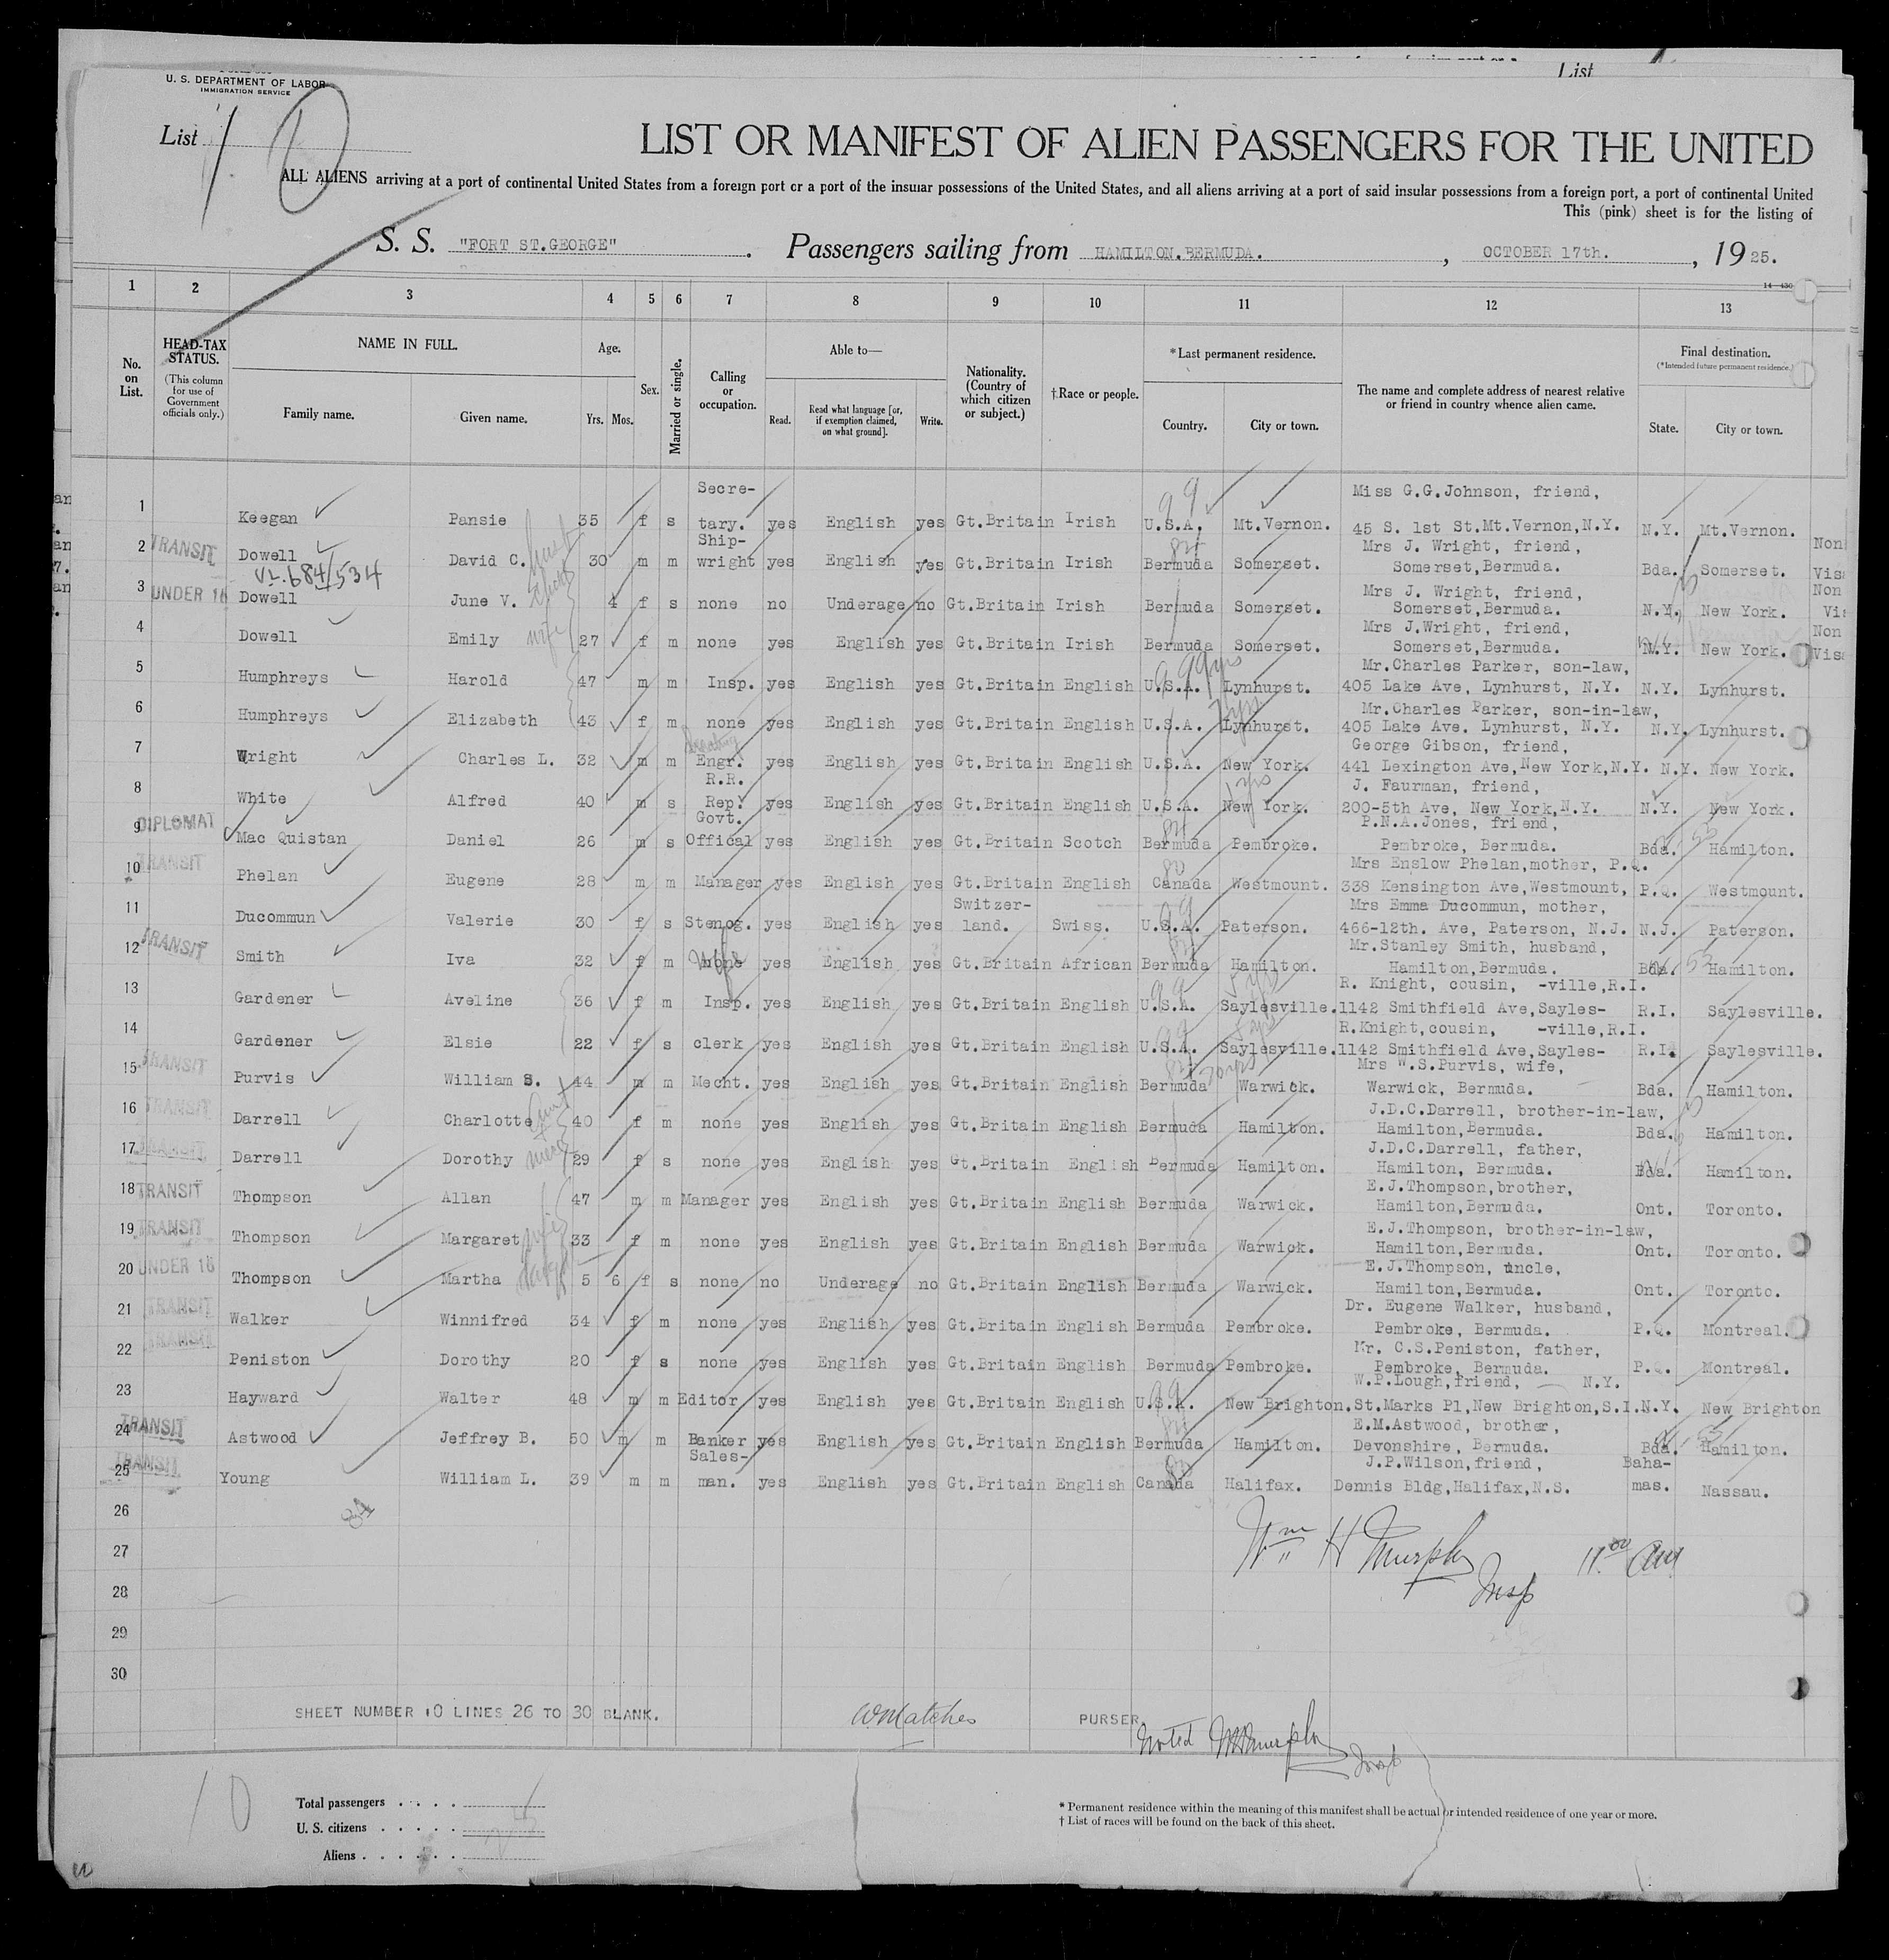 List
U. S. DEPARTMENT OF LABOR
IMMIGRATION SERVICE
List 10
LIST OR MANIFEST OF ALIEN PASSENGERS FOR THE UNITED
ALL ALIENS arriving at a port of continental United States from a foreign port or a port of the insular possessions of the United States, and all aliens arriving at a port of said insular possessions from a foreign port, a port of continental United
This (pink) sheet is for the listing of
S. S. "FORT ST.GEORGE". Passengers sailing from HAMILTON.BERMUDA. , OCTOBER 17th. , 1925.
14—430
1 2 3 4 5 6 7 8 9 10 11 12 13
No. on List. HEAD-TAX STATUS. (This column for use of Government officials only.) NAME IN FULL. Family name. Given name. Age. Yrs. Mos. Sex. Married or single. Calling or occupation. Able to— Read. Read what language [or, if exemption claimed, on what ground]. Write. Nationality. (Country of which citizen or subject.) †Race or people. *Last permanent residence. Country. City or town. The name and complete address of nearest relative or friend in country whence alien came. Final destination. (*Intended future permanent residence.) State. City or town.
1 Keegan Pansie 35 f s Secre-tary. yes English yes Gt.Britain Irish U.S.A. Mt.Vernon. Miss G.G.Johnson, friend, 45 S. 1st St.Mt.Vernon,N.Y. N.Y. Mt.Vernon.
2 TRANSIT Dowell David C. 30 m m Ship-wright yes English yes Gt.Britain Irish Bermuda Somerset. Mrs J. Wright, friend, Somerset,Bermuda. Bda. Somerset. Non Vis
VL.684/534
3 UNDER 16 Dowell June V. 4 f s none no Underage no Gt.Britain Irish Bermuda Somerset. Mrs J. Wright, friend, Somerset,Bermuda. N.Y. New York. Non Vis
4 Dowell Emily wife 27 f m none yes English yes Gt.Britain Irish Bermuda Somerset. Mrs J.Wright, friend, Somerset,Bermuda. N.Y. New York. Non Visa
5 Humphreys Harold 47 m m Insp. yes English yes Gt.Britain English U.S.A. Lynhurst. Mr.Charles Parker, son-law, 405 Lake Ave, Lynhurst, N.Y. N.Y. Lynhurst.
6 Humphreys Elizabeth 43 f m none yes English yes Gt.Britain English U.S.A. Lynhurst. Mr.Charles Parker, son-in-law, 405 Lake Ave. Lynhurst, N.Y. N.Y. Lynhurst.
7 Wright Charles L. 32 m m Engr. yes English yes Gt.Britain English U.S.A. New York. George Gibson, friend, 441 Lexington Ave,New York,N.Y. N.Y. New York.
8 White Alfred 40 m s R.R. Rep. yes English yes Gt.Britain English U.S.A. New York. J. Faurman, friend, 200-5th Ave, New York,N.Y. N.Y. New York.
9 DIPLOMAT Mac Quistan Daniel 26 m s Govt. Offical yes English yes Gt.Britain Scotch Bermuda Pembroke. P.N.A.Jones, friend, Pembroke, Bermuda. Bda. Hamilton.
10 TRANSIT Phelan Eugene 28 m m Manager yes English yes Gt.Britain English Canada Westmount. Mrs Enslow Phelan,mother, P.Q. 338 Kensington Ave,Westmount, P.Q. Westmount.
11 Ducommun Valerie 30 f s Stenog. yes English yes Switzer-land. Swiss. U.S.A. Paterson. Mrs Emma Ducommun, mother, 466-12th. Ave, Paterson, N.J. N.J. Paterson.
12 TRANSIT Smith Iva 32 f m none yes English yes Gt.Britain African Bermuda Hamilton. Mr.Stanley Smith, husband, Hamilton,Bermuda. Bda. Hamilton.
13 Gardener Aveline 36 f m Insp. yes English yes Gt.Britain English U.S.A. Saylesville. R. Knight, cousin, -ville,R.I. 1142 Smithfield Ave,Sayles- R.I. Saylesville.
14 Gardener Elsie 22 f s clerk yes English yes Gt.Britain English U.S.A. Saylesville. R.Knight,cousin, -ville,R.I. 1142 Smithfield Ave,Sayles- R.I. Saylesville.
15 TRANSIT Purvis William S. 44 m m Mecht. yes English yes Gt.Britain English Bermuda Warwick. Mrs W.S.Purvis, wife, Warwick, Bermuda. Bda. Hamilton.
16 TRANSIT Darrell Charlotte 40 f m none yes English yes Gt.Britain English Bermuda Hamilton. J.D.C.Darrell, brother-in-law, Hamilton,Bermuda. Bda. Hamilton.
17 TRANSIT Darrell Dorothy 29 f s none yes English yes Gt.Britain English Bermuda Hamilton. J.D.C.Darrell, father, Hamilton, Bermuda. Bda. Hamilton.
18 TRANSIT Thompson Allan 47 m m Manager yes English yes Gt.Britain English Bermuda Warwick. E.J.Thompson,brother, Hamilton,Bermuda. Ont. Toronto.
19 TRANSIT Thompson Margaret wife 33 f m none yes English yes Gt.Britain English Bermuda Warwick. E.J.Thompson, brother-in-law, Hamilton,Bermuda. Ont. Toronto.
20 UNDER 16 Thompson Martha 5 6 f s none no Underage no Gt.Britain English Bermuda Warwick. E.J.Thompson, uncle, Hamilton,Bermuda. Ont. Toronto.
21 TRANSIT Walker Winnifred 34 f m none yes English yes Gt.Britain English Bermuda Pembroke. Dr. Eugene Walker, husband, Pembroke, Bermuda. P.Q. Montreal.
22 TRANSIT Peniston Dorothy 20 f s none yes English yes Gt.Britain English Bermuda Pembroke. Mr. C.S.Peniston, father, Pembroke, Bermuda. P.Q. Montreal.
23 Hayward Walter 48 m m Editor yes English yes Gt.Britain English U.S.A. New Brighton. W.P.Lough,friend, N.Y. St.Marks Pl,New Brighton,S.I. N.Y. New Brighton
24 TRANSIT Astwood Jeffrey B. 50 m m Banker yes English yes Gt.Britain English Bermuda Hamilton. E.M.Astwood, brother, Devonshire, Bermuda. Bda. Hamilton.
25 TRANSIT Young William L. 39 m m Sales-man. yes English yes Gt.Britain English Canada Halifax. J.P.Wilson,friend, Dennis Bldg,Halifax,N.S. Baha-mas. Nassau.
26
27 Wm H Murphy Insp 11.00 AM
28
29
30
SHEET NUMBER 10 LINES 26 TO 30 BLANK. PURSER
Noted WHMurphy Insp
10
Total passengers . . . .
U. S. citizens . . . . .
Aliens . . . . . .
* Permanent residence within the meaning of this manifest shall be actual or intended residence of one year or more.
† List of races will be found on the back of this sheet.